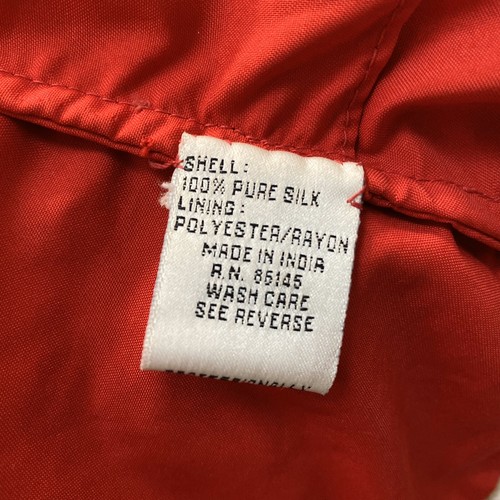 SHELL:
100% PURE SILK
LINING:
POLYESTER/RAYON
MADE IN INDIA
R.N. 86145
WASH CARE
SEE REVERSE